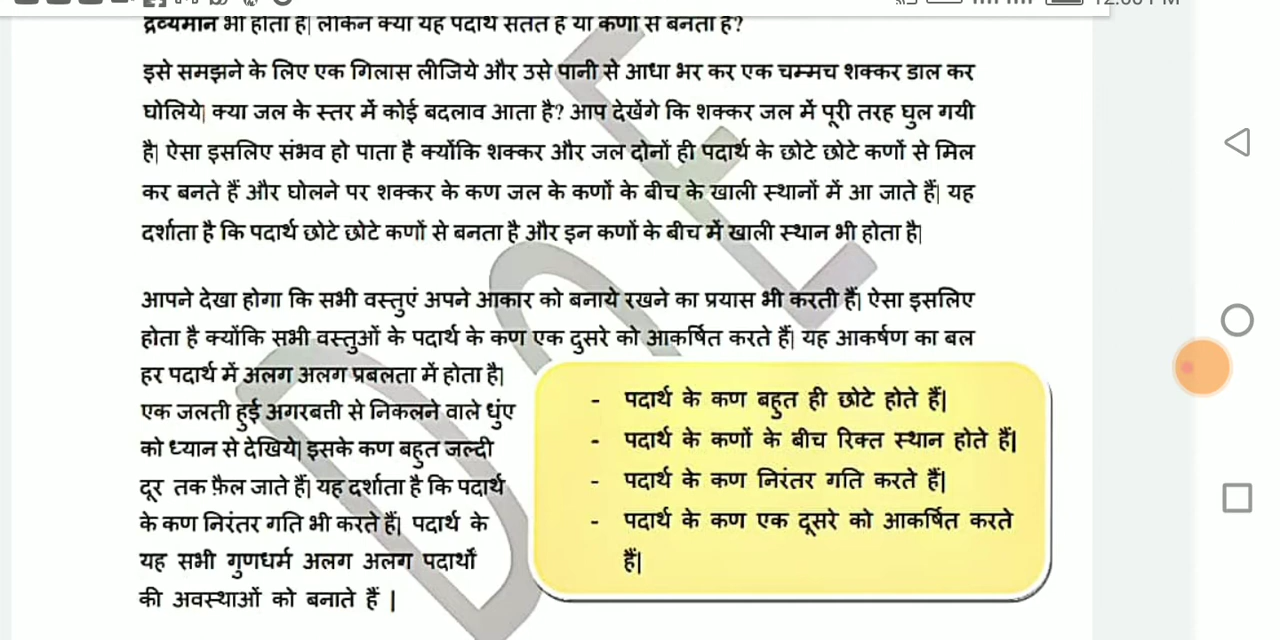 द्रव्यमान भी होता है| लेकिन क्या यह पदार्थ सतत है या कणों से बनता है?
इसे समझने के लिए एक गिलास लीजिये और उसे पानी से आधा भर कर एक चम्मच शक्कर डाल कर
घोलिये| क्या जल के स्तर में कोई बदलाव आता है? आप देखेंगे कि शक्कर जल में पूरी तरह घुल गयी
है| ऐसा इसलिए संभव हो पाता है क्योंकि शक्कर और जल दोनों ही पदार्थ के छोटे छोटे कणों से मिल
कर बनते हैं और घोलने पर शक्कर के कण जल के कणों के बीच के खाली स्थानों में आ जाते हैं| यह
दर्शाता है कि पदार्थ छोटे छोटे कणों से बनता है और इन कणों के बीच में खाली स्थान भी होता है|
आपने देखा होगा कि सभी वस्तुएं अपने आकार को बनाये रखने का प्रयास भी करती हैं| ऐसा इसलिए
होता है क्योंकि सभी वस्तुओं के पदार्थ के कण एक दुसरे को आकर्षित करते हैं| यह आकर्षण का बल
हर पदार्थ में अलग अलग प्रबलता में होता है|
एक जलती हुई अगरबती से निकलने वाले धुंए
को ध्यान से देखिये| इसके कण बहुत जल्दी
दूर तक फ़ैल जाते हैं| यह दर्शाता है कि पदार्थ
के कण निरंतर गति भी करते हैं| पदार्थ के
यह सभी गुणधर्म अलग अलग पदार्थों
की अवस्थाओं को बनाते हैं |
- पदार्थ के कण बहुत ही छोटे होते हैं|
- पदार्थ के कणों के बीच रिक्त स्थान होते हैं|
- पदार्थ के कण निरंतर गति करते हैं|
- पदार्थ के कण एक दूसरे को आकर्षित करते
हैं|